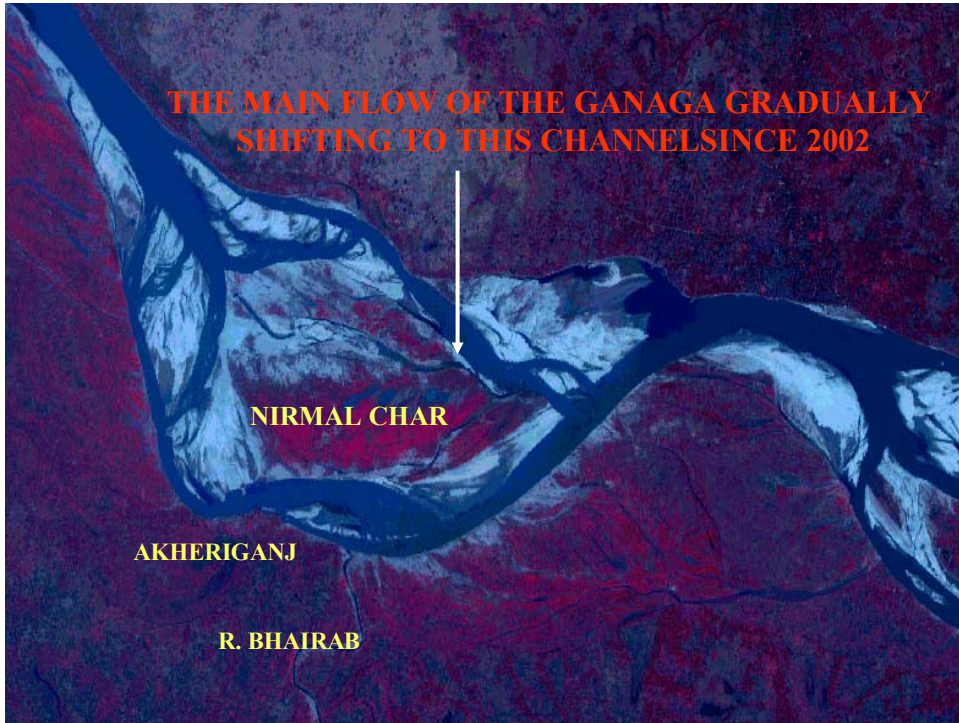 THE MAIN FLOW OF THE GANAGA GRADUALLY
SHIFTING TO THIS CHANNELSINCE 2002
NIRMAL CHAR
AKHERIGANJ
R. BHAIRAB